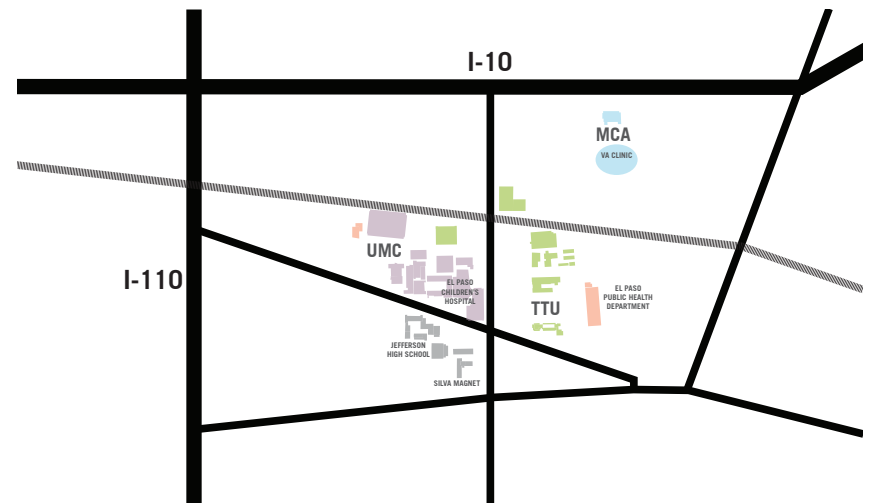 I-10
MCA
VA CLINIC
UMC
I-110
EL PASO
CHILDREN'S
HOSPITAL
TTU
EL PASO
PUBLIC HEALTH
DEPARTMENT
JEFFERSON
HIGH SCHOOL
SILVA MAGNET